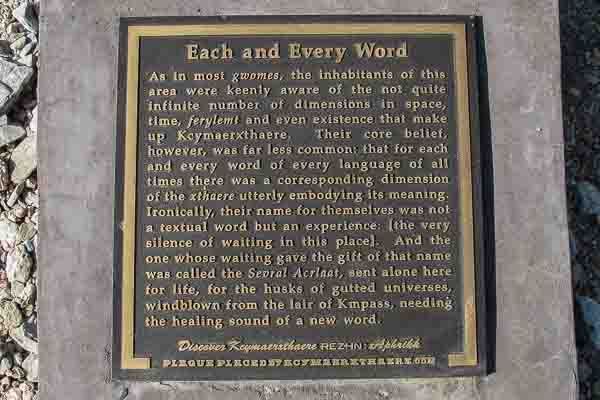 Each and Every Word
As in most gwomes, the inhabitants of this
area were keenly aware of the not quite
infinite number of dimensions in space,
time, ferylemt and even existence that make
up Kcymaerxthaere. Their core belief,
however, was far less common; that for each
and every word of every language of all
times there was a corresponding dimension
of the xthaere utterly embodying its meaning.
Ironically, their name for themselves was not
a textual word but an experience: [the very
silence of waiting in this place]. And the
one whose waiting gave the gift of that name
was called the Sevral Acrlaat, sent alone here
for life, for the husks of gutted universes,
windblown from the lair of Kmpass, needing
the healing sound of a new word.
Discover Kcymaerxthaere REZHN: Aphrikk
PLAQUE PLACED BY KCYMAERXTHAERE.COM